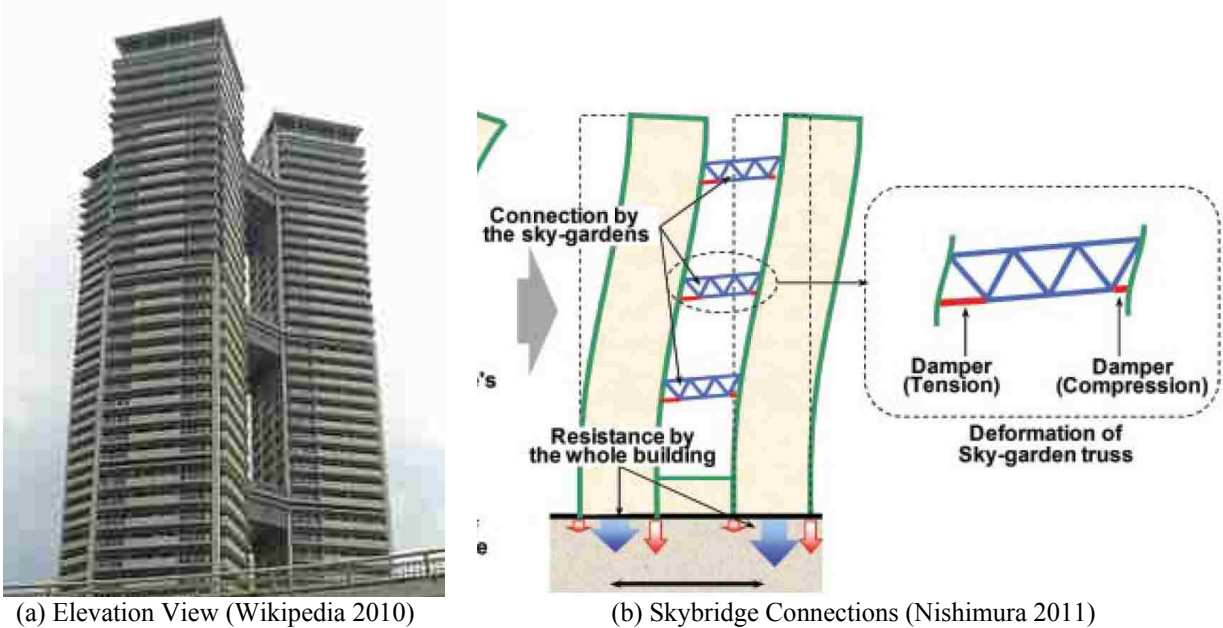 Connection by
the sky-gardens
e's
Resistance by
the whole building
e
Damper
(Tension)
Damper
(Compression)
Deformation of
Sky-garden truss
(a) Elevation View (Wikipedia 2010)
(b) Skybridge Connections (Nishimura 2011)